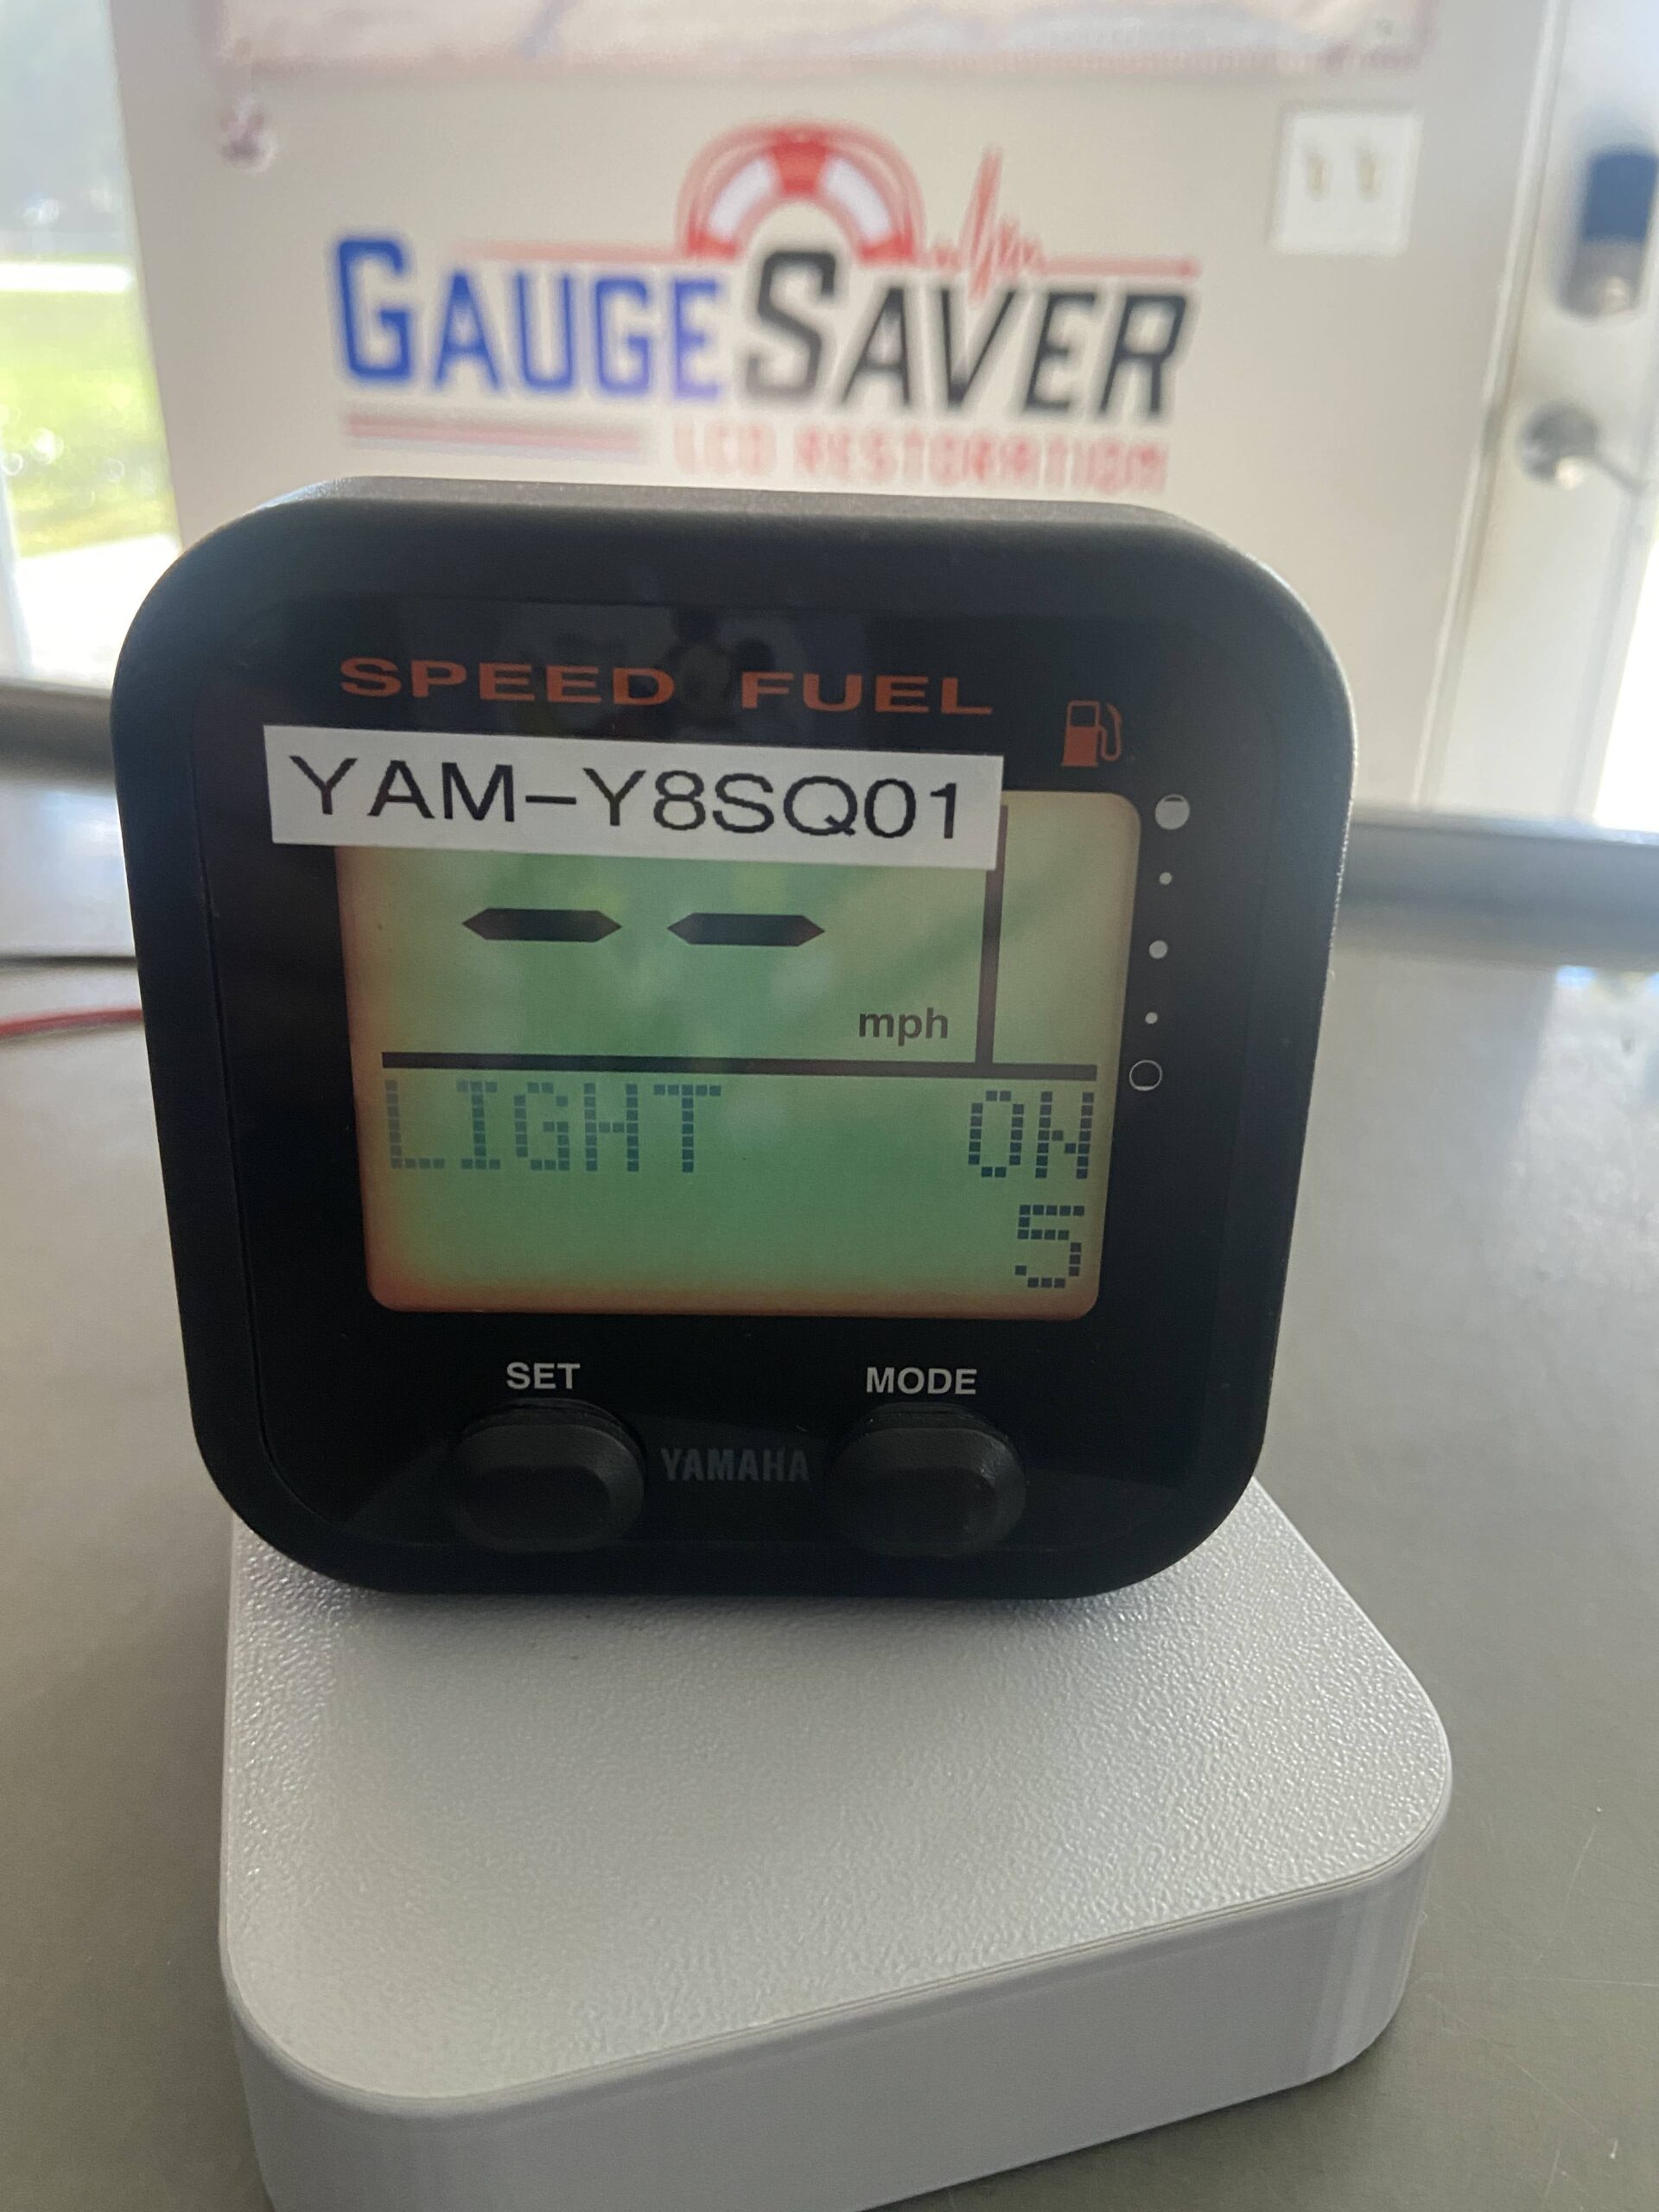 GAUGESAVER
LCD RESTORATION
SPEED FUEL
YAM-Y8SQ01
-- 
mph
LIGHT ON
5
SET MODE
YAMAHA